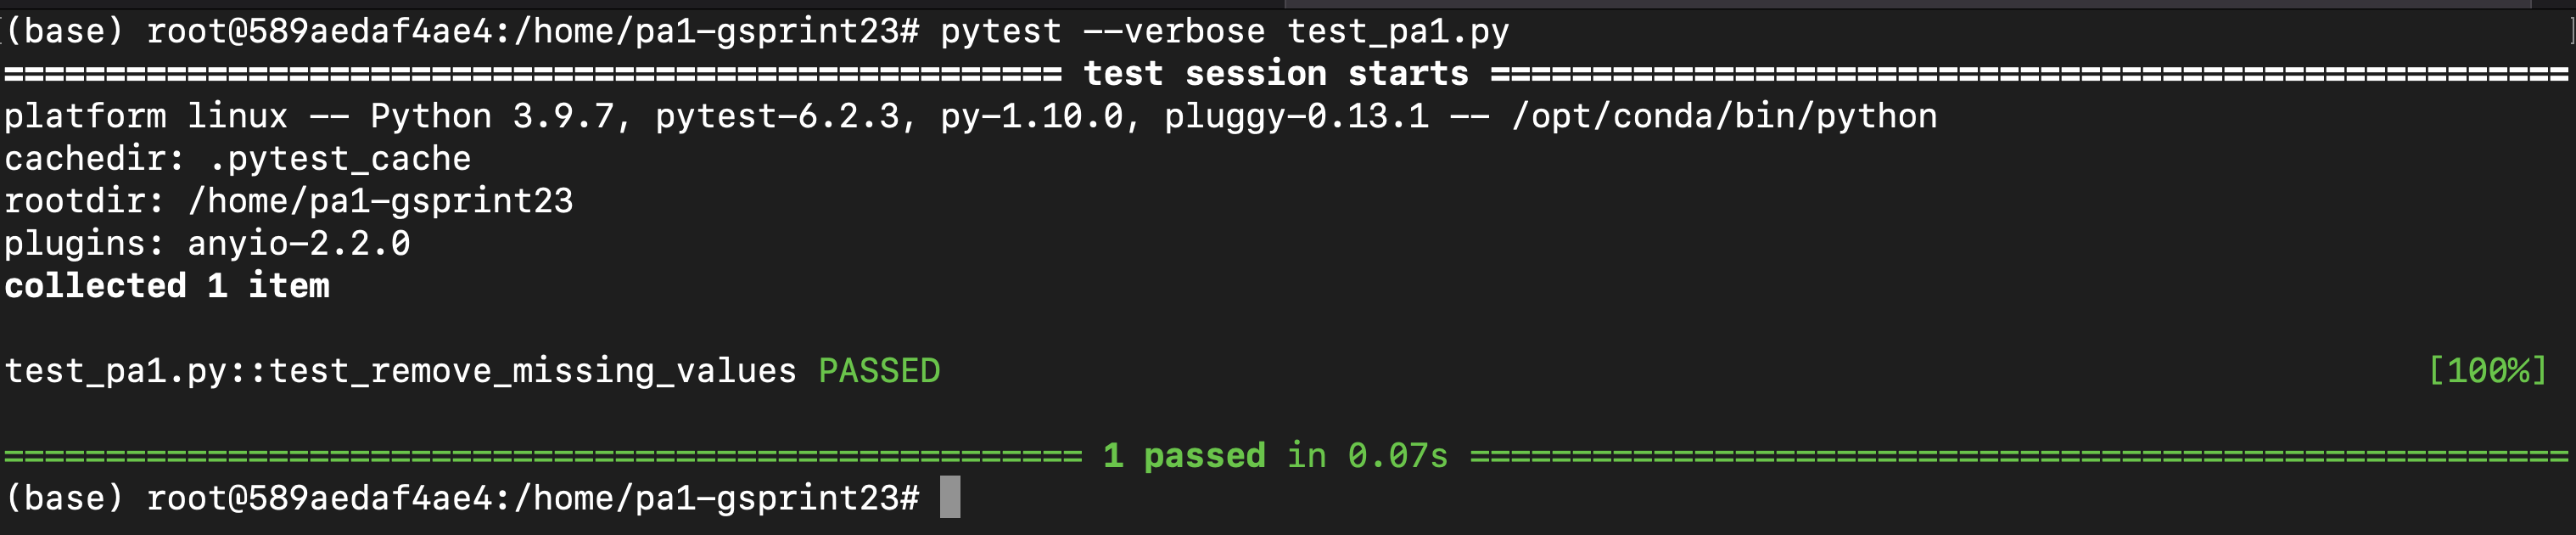 (base) root@589aedaf4ae4:/home/pa1-gsprint23# pytest --verbose test_pa1.py
==================================================== test session starts =====================================================
platform linux -- Python 3.9.7, pytest-6.2.3, py-1.10.0, pluggy-0.13.1 -- /opt/conda/bin/python
cachedir: .pytest_cache
rootdir: /home/pa1-gsprint23
plugins: anyio-2.2.0
collected 1 item
test_pa1.py::test_remove_missing_values PASSED [100%]
===================================================== 1 passed in 0.07s ======================================================
(base) root@589aedaf4ae4:/home/pa1-gsprint23#